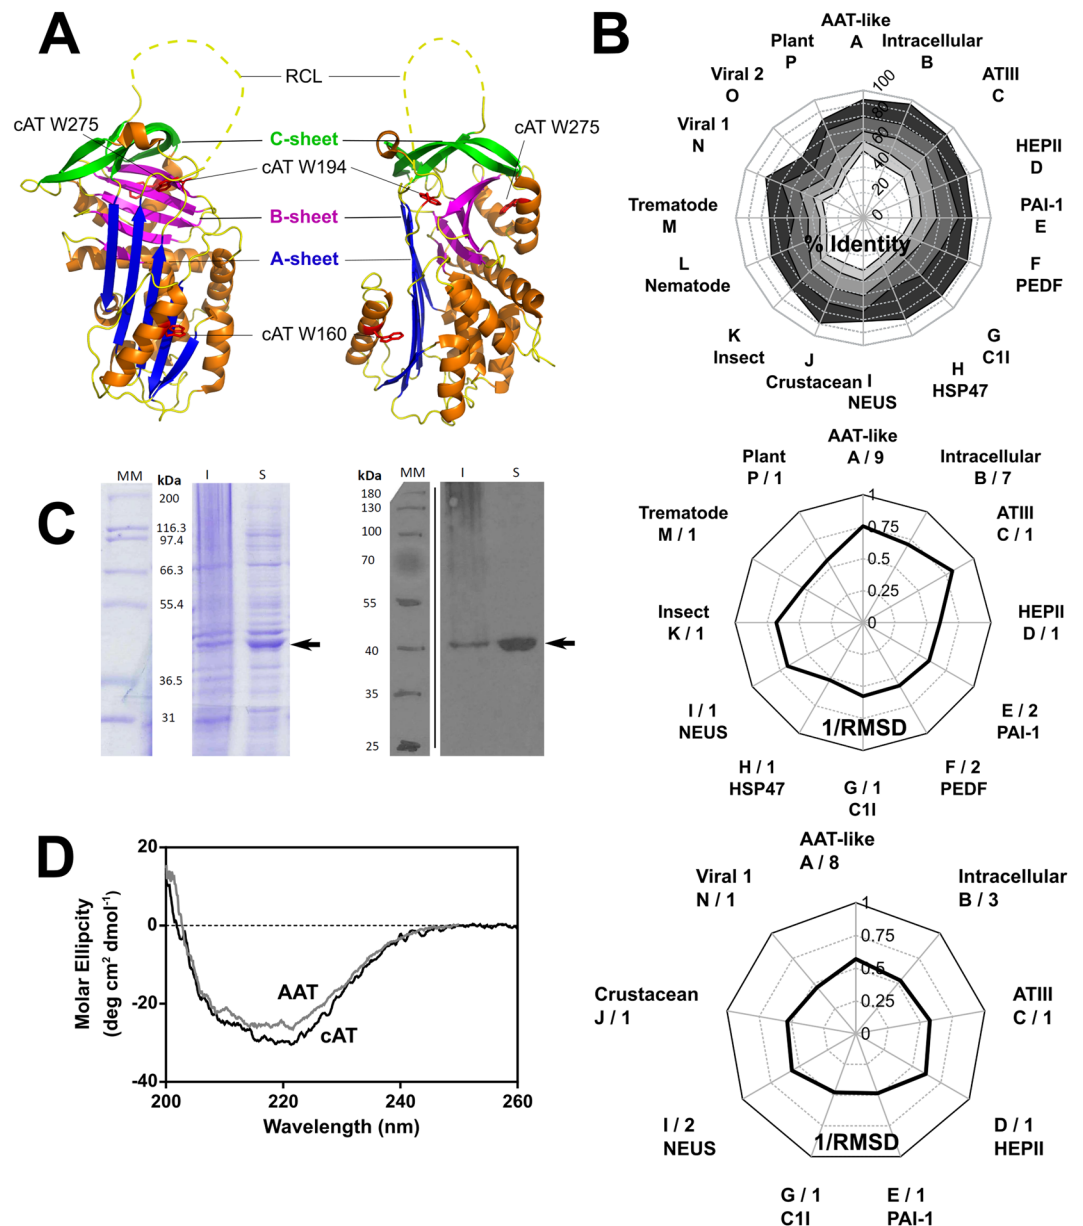 A
RCL
cAT W275
C-sheet
cAT W275
cAT W194
B-sheet
A-sheet
cAT W160
B
AAT-like
A
Intracellular
B
ATIII
C
HEPII
D
PAI-1
E
F
PEDF
G
C1I
H
HSP47
I
NEUS
J
Crustacean
K
Insect
L
Nematode
Trematode
M
Viral 1
N
Viral 2
O
Plant
P
100
80
60
40
20
0
% Identity
AAT-like
A / 9
Intracellular
B / 7
ATIII
C / 1
HEPII
D / 1
E / 2
PAI-1
F / 2
PEDF
G / 1
C1I
H / 1
HSP47
I / 1
NEUS
Insect
K / 1
Trematode
M / 1
Plant
P / 1
1
0.75
0.5
0.25
0
1/RMSD
AAT-like
A / 8
Intracellular
B / 3
ATIII
C / 1
D / 1
HEPII
E / 1
PAI-1
G / 1
C1I
I / 2
NEUS
Crustacean
J / 1
Viral 1
N / 1
1
0.75
0.5
0.25
0
1/RMSD
C
MM kDa I S
200
116.3
97.4
66.3
55.4
36.5
31
kDa MM I S
180
130
100
70
55
40
35
25
D
20
0
-20
-40
Molar Ellipcity
(deg cm2 dmol-1)
AAT
cAT
200 220 240 260
Wavelength (nm)